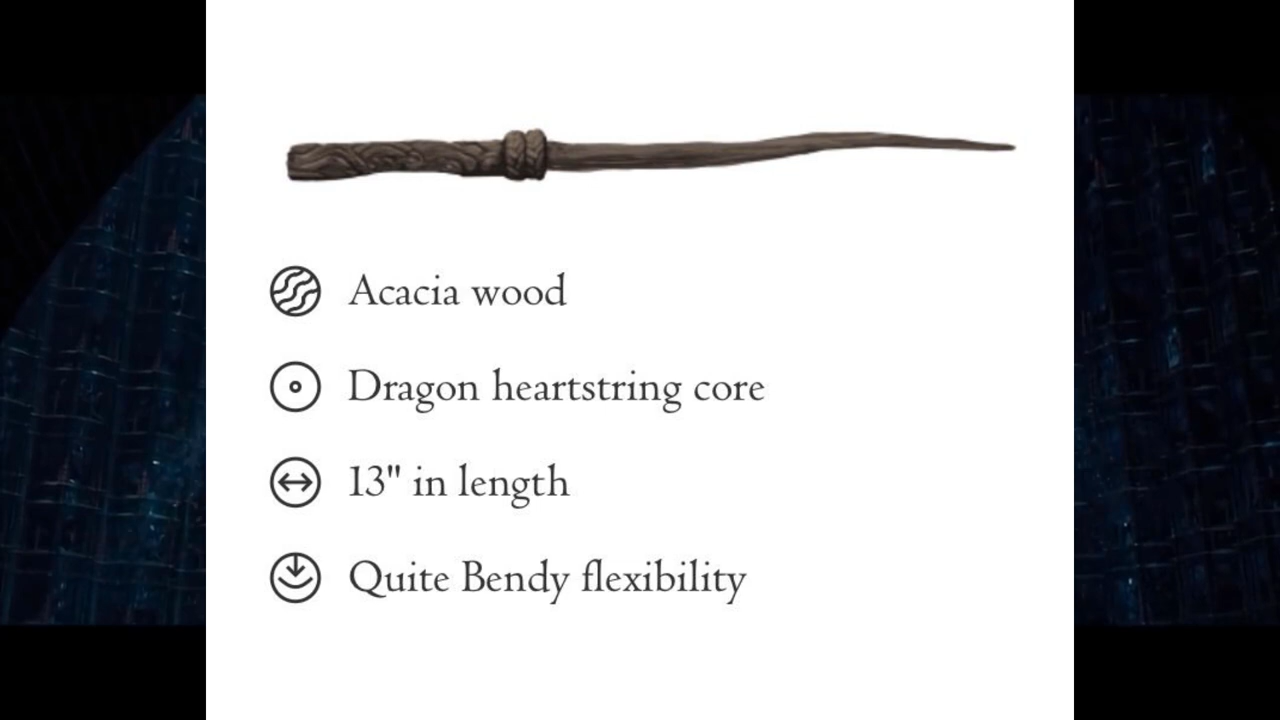 Acacia wood
Dragon heartstring core
13" in length
Quite Bendy flexibility